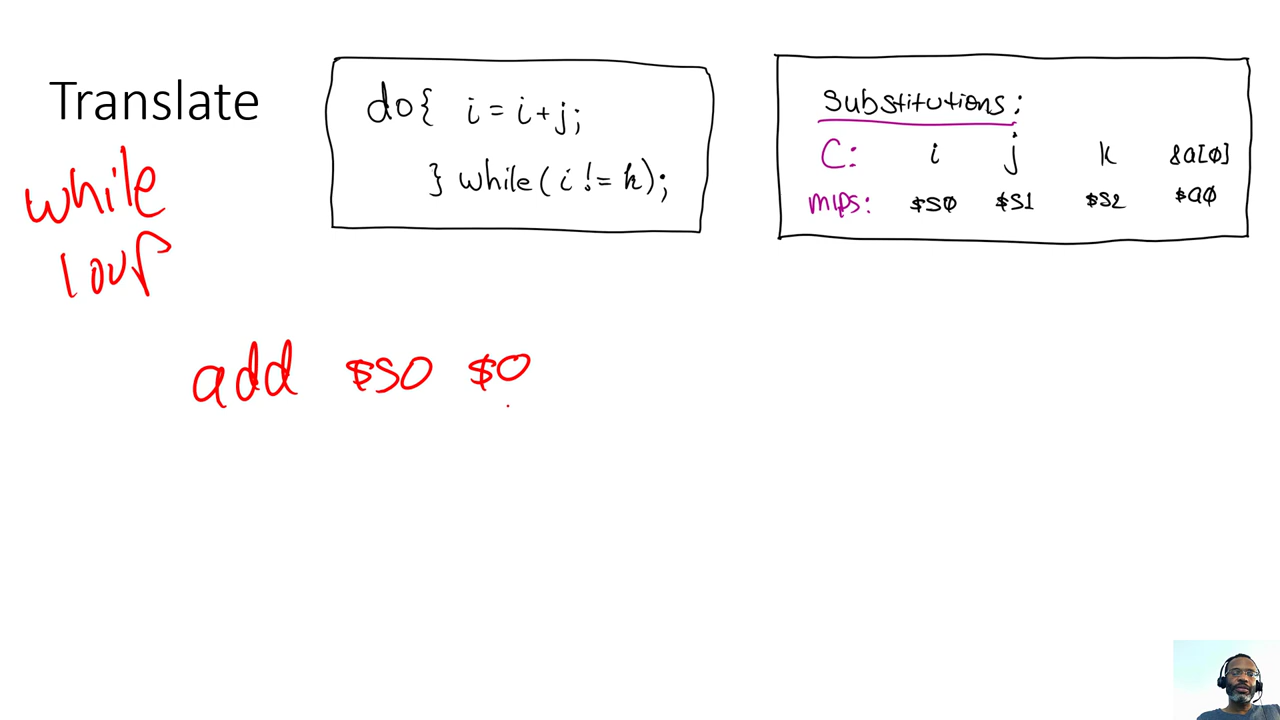 Translate
while
loop
do{ i = i + j;
} while( i != k);
Substitutions:
C: i j k &a[0]
mips: $s0 $s1 $s2 $a0
add $s0 $0